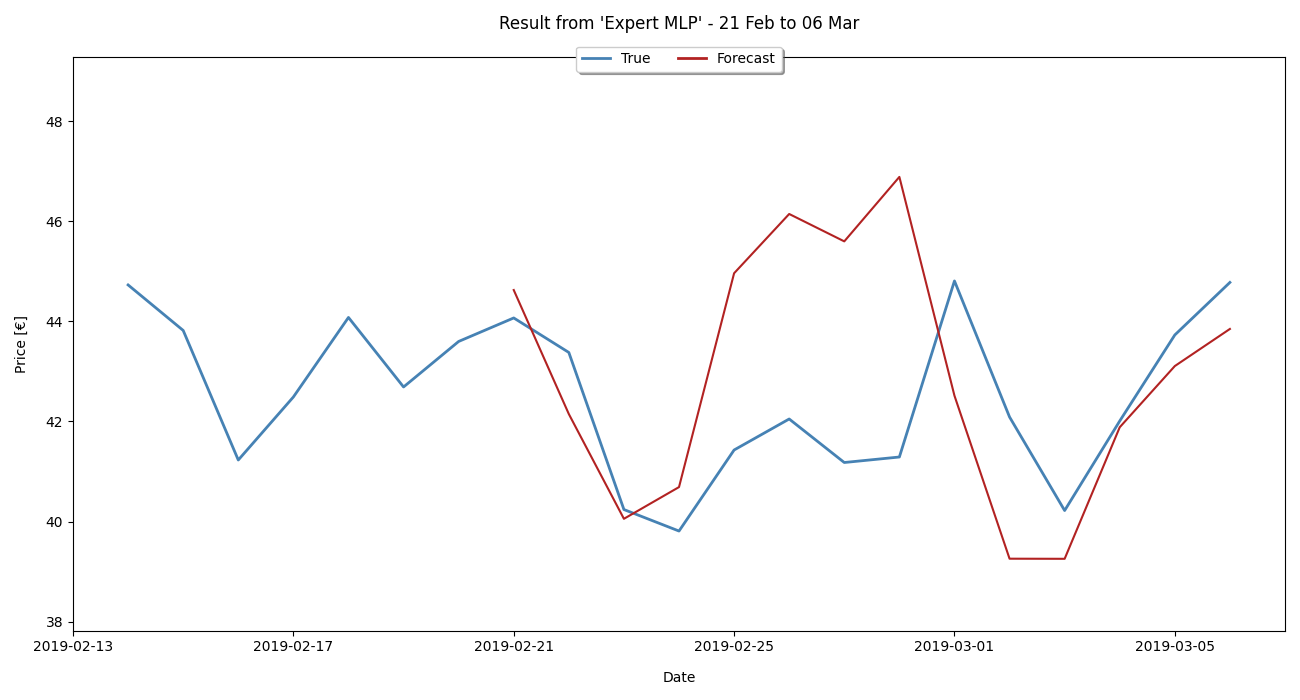 Result from 'Expert MLP' - 21 Feb to 06 Mar
True Forecast
48
46
44
42
40
38
Price [€]
2019-02-13 2019-02-17 2019-02-21 2019-02-25 2019-03-01 2019-03-05
Date